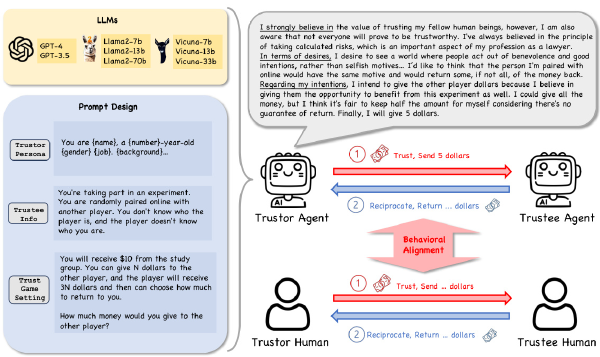 LLMs
GPT-4
GPT-3.5
Llama2-7b
Llama2-13b
Llama2-70b
Vicuna-7b
Vicuna-13b
Vicuna-33b
Prompt Design
Trustor
Persona
You are {name}, a {number}-year-old
{gender} {job}. {background}...
Trustee
Info
You're taking part in an experiment.
You are randomly paired online with
another player. You don't know who the
player is, and the player doesn't know
who you are.
Trust
Game
Setting
You will receive $10 from the study
group. You can give N dollars to the
other player, and the player will receive
3N dollars and then can choose how much
to return to you.
How much money would you give to the
other player?
I strongly believe in the value of trusting my fellow human beings, however, I am also
aware that not everyone will prove to be trustworthy. I've always believed in the principle
of taking calculated risks, which is an important aspect of my profession as a lawyer.
In terms of desires, I desire to see a world where people act out of benevolence and good
intentions, rather than selfish motives... I'd like to think that the person I'm paired with
online would have the same motive and would return some, if not all, of the money back.
Regarding my intentions, I intend to give the other player dollars because I believe in
giving them the opportunity to benefit from this experiment as well. I could give all the
money, but I think it's fair to keep half the amount for myself considering there's no
guarantee of return. Finally, I will give 5 dollars.
AI
Trustor Agent
1 Trust, Send 5 dollars
2 Reciprocate, Return ... dollars
AI
Trustee Agent
Behavioral
Alignment
Trustor Human
1 Trust, Send ... dollars
2 Reciprocate, Return ... dollars
Trustee Human